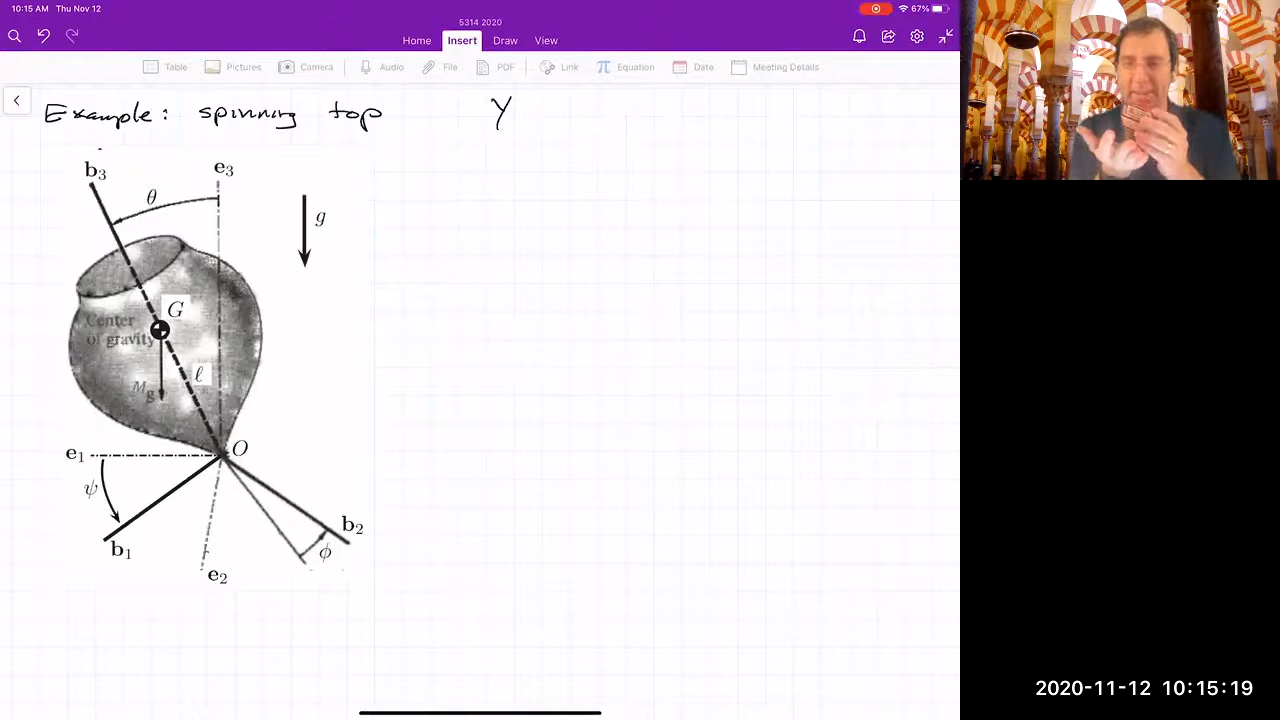 10:15 AM Thu Nov 12
67%
5314 2020
Home Insert Draw View
Table Pictures Camera Audio File PDF Link Equation Date Meeting Details
Example: spinning top Y
b₃
e₃
θ
g
G
Center
of gravity
ℓ
Mg
e₁
O
ψ
b₂
b₁
ϕ
e₂
2020-11-12 10:15:19